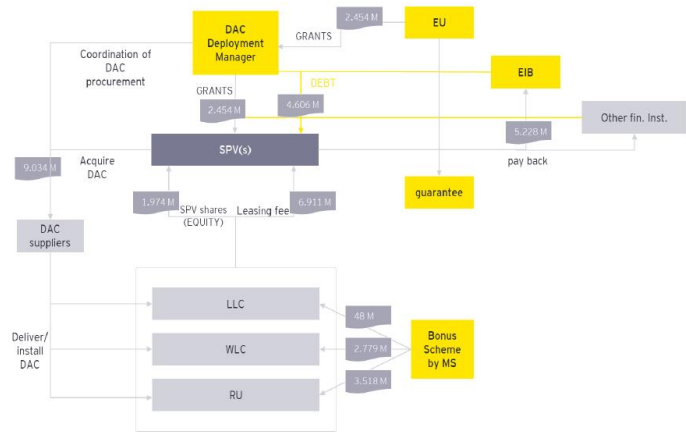 2.454 M
EU
DAC
Deployment
Manager
GRANTS
Coordination of
DAC
procurement
DEBT
EIB
GRANTS
2.454 M
4.606 M
Other fin. Inst.
5.228 M
SPV(s)
pay back
9.034 M
Acquire
DAC
1.974 M
SPV shares
(EQUITY)
Leasing fee
6.911 M
guarantee
DAC
suppliers
LLC
48 M
Deliver/
install
DAC
WLC
2.779 M
Bonus
Scheme
by MS
RU
3.518 M